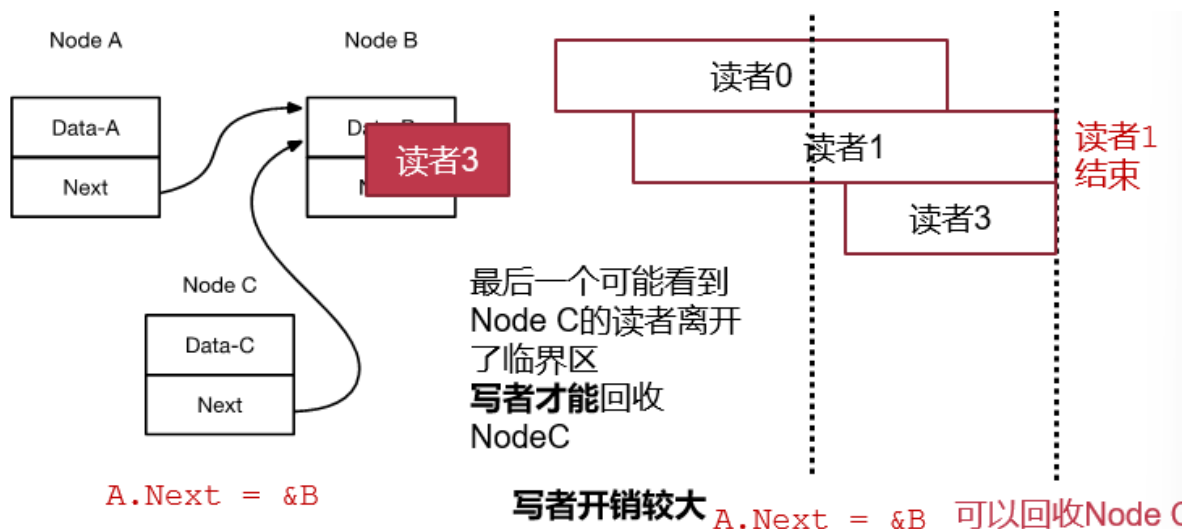 Node A
Node B
Data-A
Next
读者3
读者0
读者1
读者3
读者1
结束
Node C
Data-C
Next
最后一个可能看到
Node C的读者离开
了临界区
写者才能回收
NodeC
A.Next = &B
写者开销较大
A.Next = &B
可以回收Node C